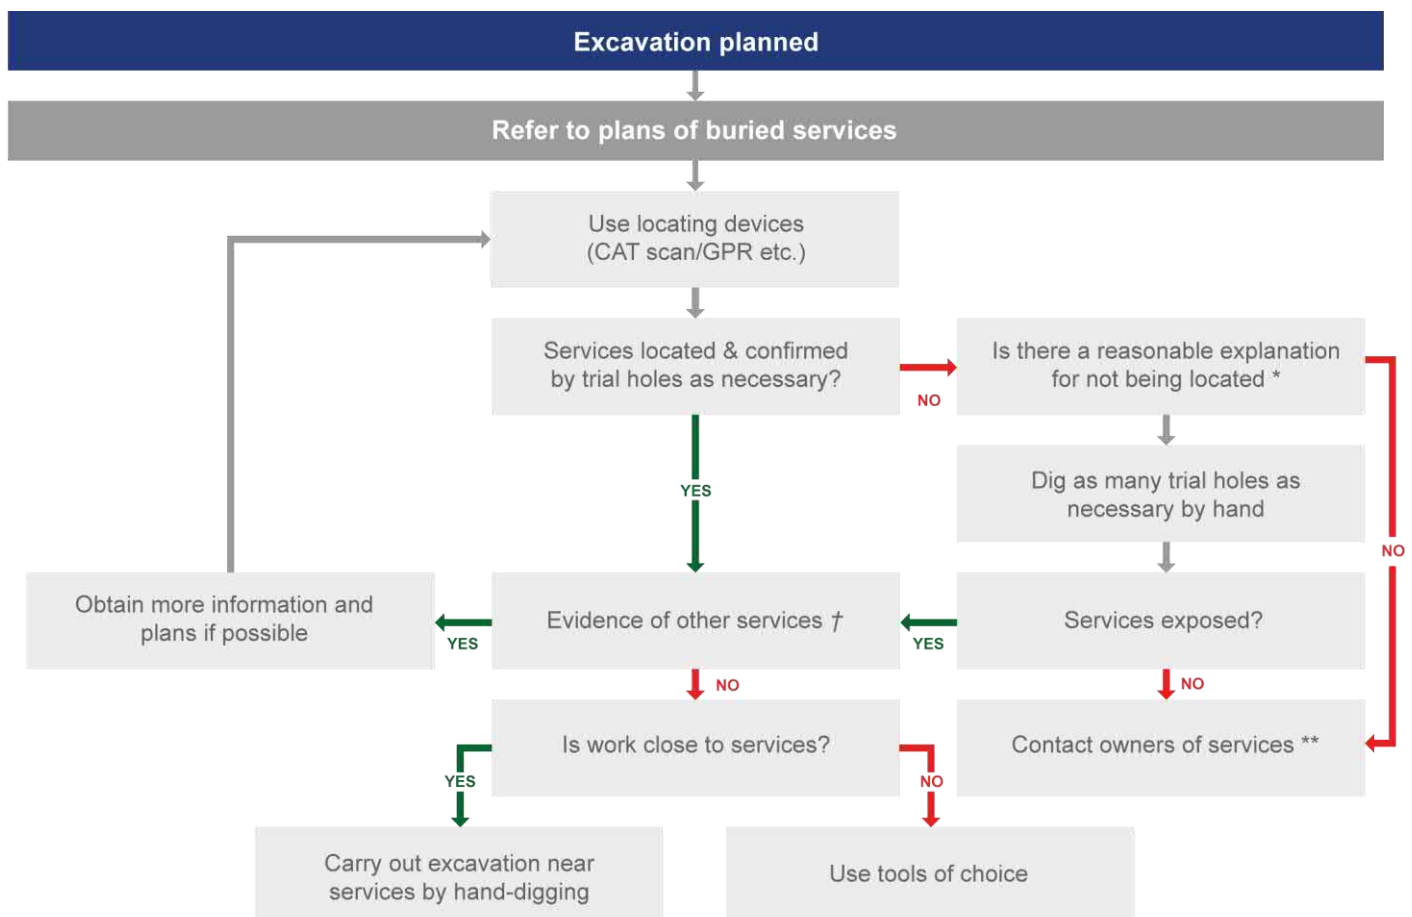 Excavation planned
Refer to plans of buried services
Use locating devices
(CAT scan/GPR etc.)
Services located & confirmed
by trial holes as necessary?
NO
Is there a reasonable explanation
for not being located *
YES
Dig as many trial holes as
necessary by hand
NO
Obtain more information and
plans if possible
YES
Evidence of other services †
YES
Services exposed?
NO
NO
Is work close to services?
Contact owners of services **
YES
NO
Carry out excavation near
services by hand-digging
Use tools of choice